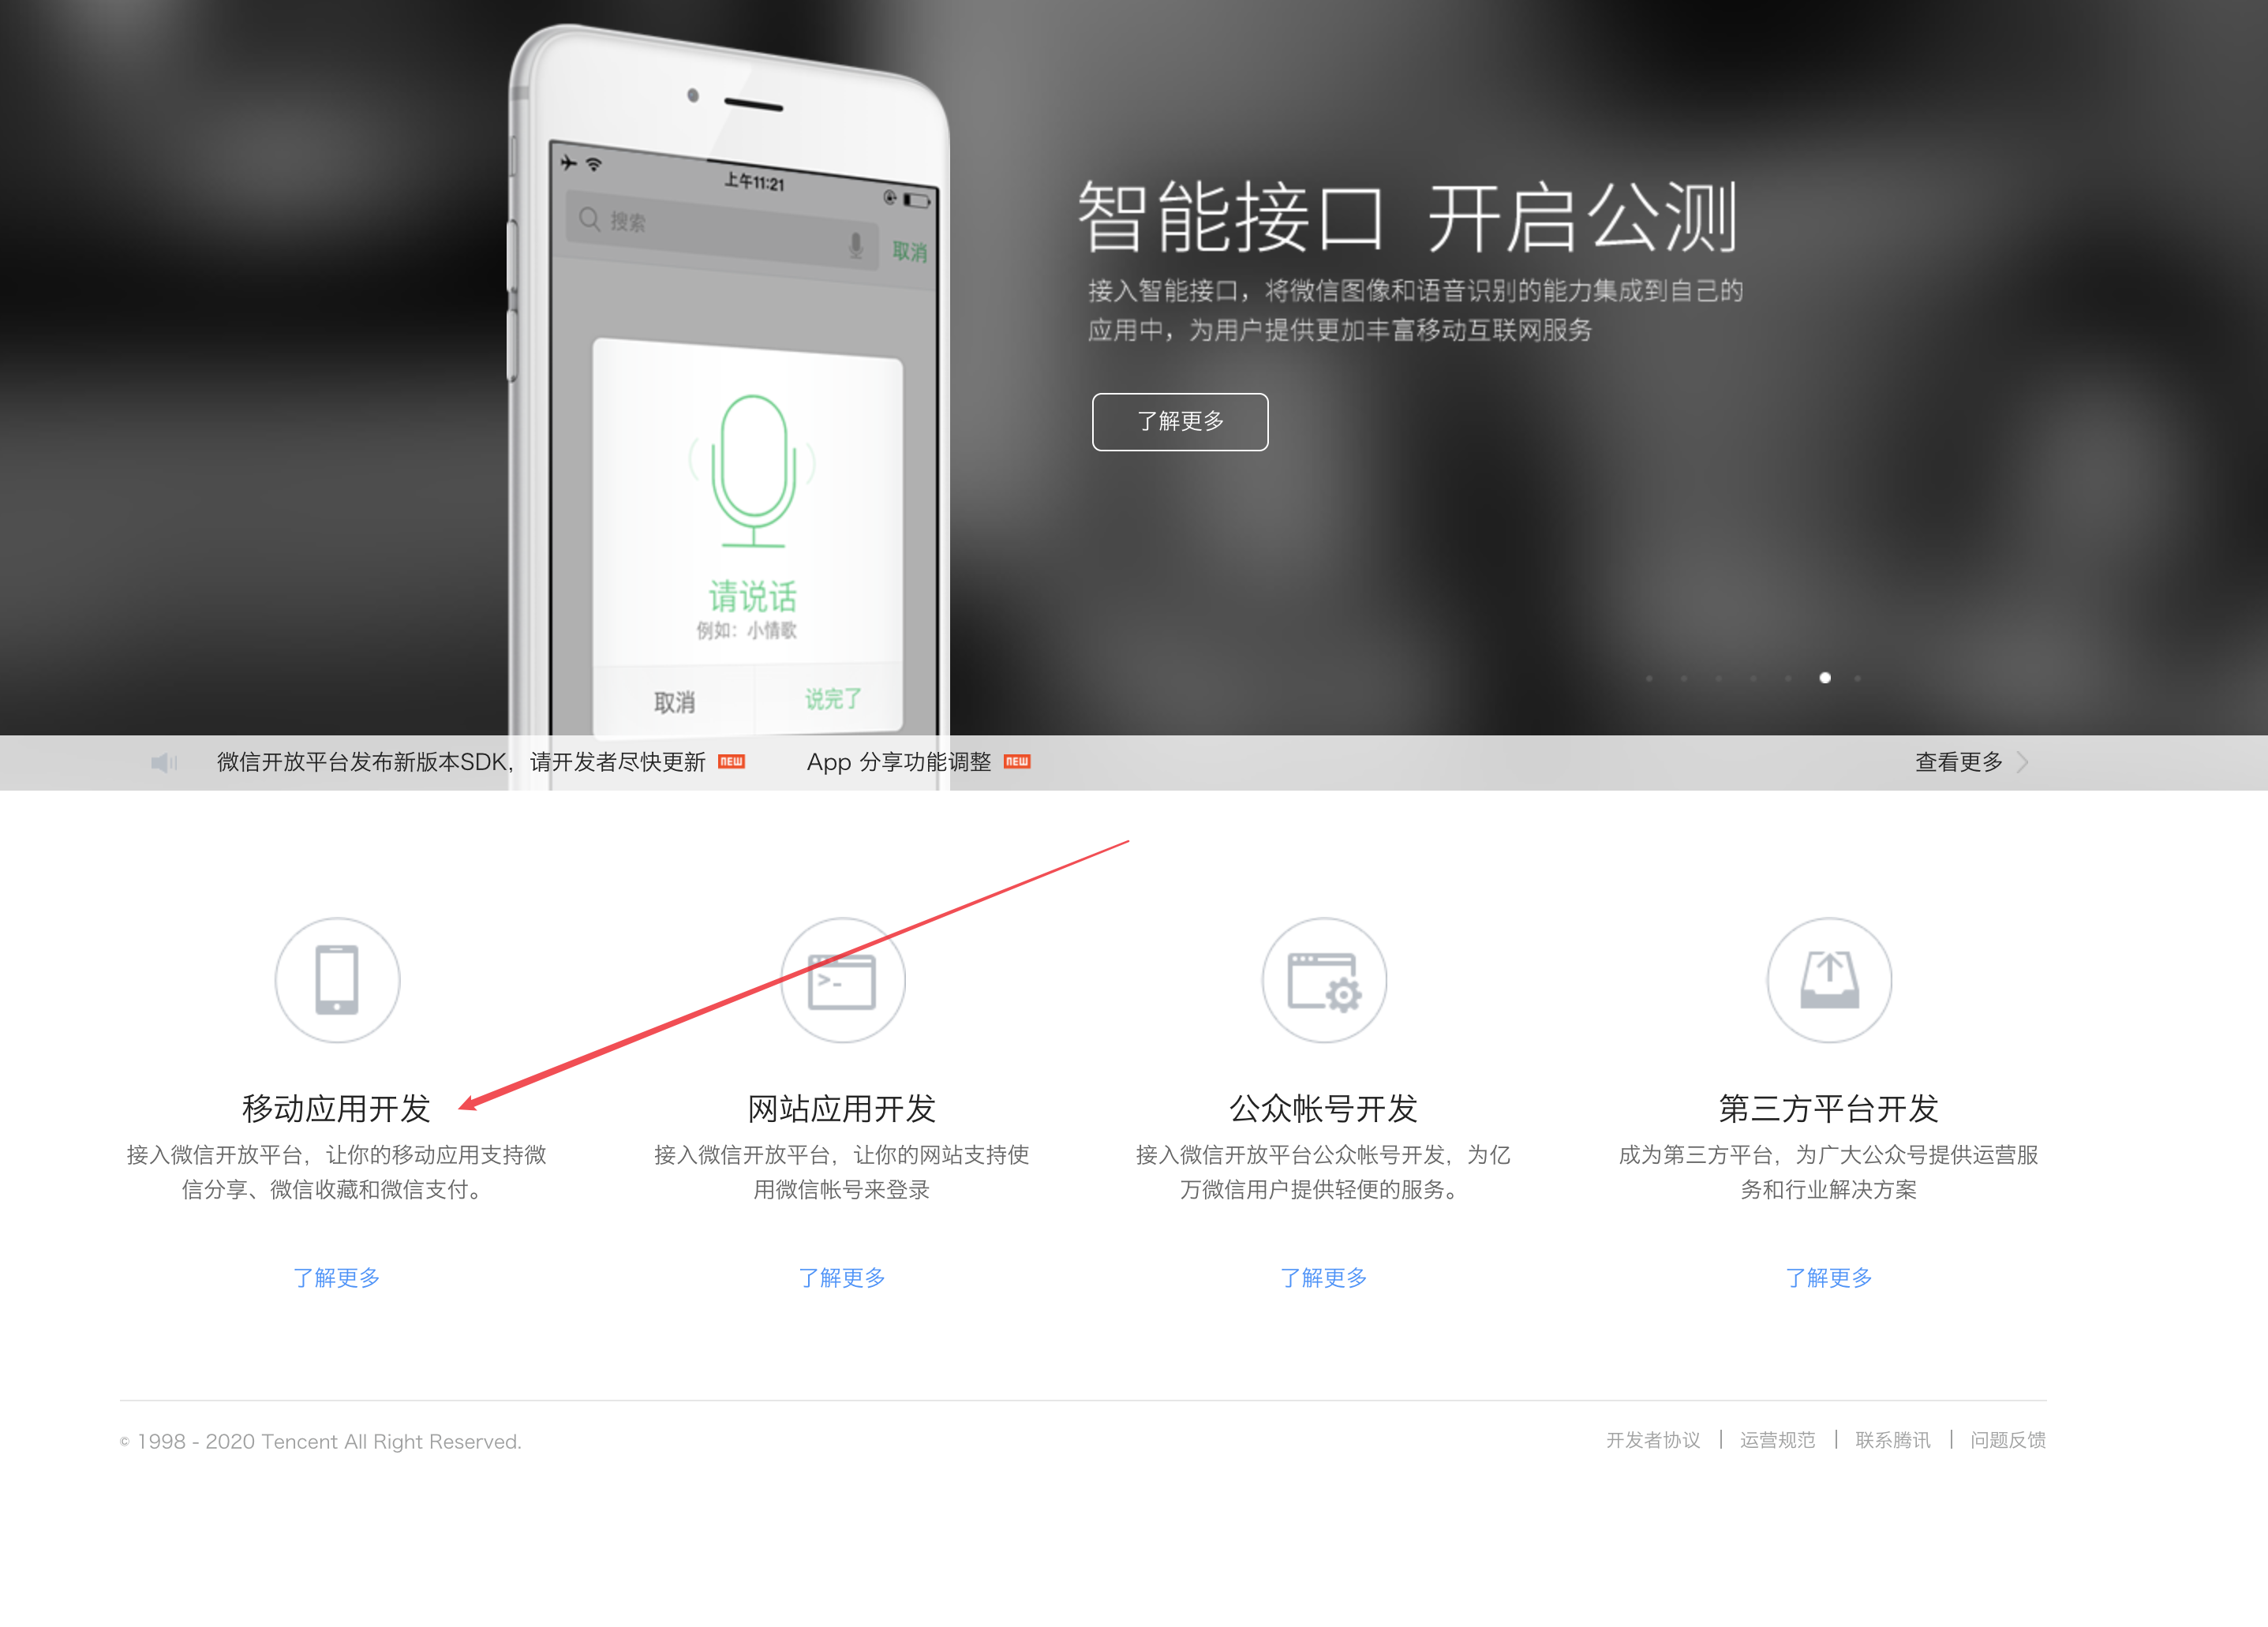 上午11:21
搜索
取消
请说话
例如：小情歌
取消
说完了
智能接口 开启公测
接入智能接口，将微信图像和语音识别的能力集成到自己的
应用中，为用户提供更加丰富移动互联网服务
了解更多
微信开放平台发布新版本SDK，请开发者尽快更新 NEW
App 分享功能调整 NEW
查看更多
移动应用开发
接入微信开放平台，让你的移动应用支持微
信分享、微信收藏和微信支付。
了解更多
网站应用开发
接入微信开放平台，让你的网站支持使
用微信帐号来登录
了解更多
公众帐号开发
接入微信开放平台公众帐号开发，为亿
万微信用户提供轻便的服务。
了解更多
第三方平台开发
成为第三方平台，为广大公众号提供运营服
务和行业解决方案
了解更多
© 1998 - 2020 Tencent All Right Reserved.
开发者协议 | 运营规范 | 联系腾讯 | 问题反馈